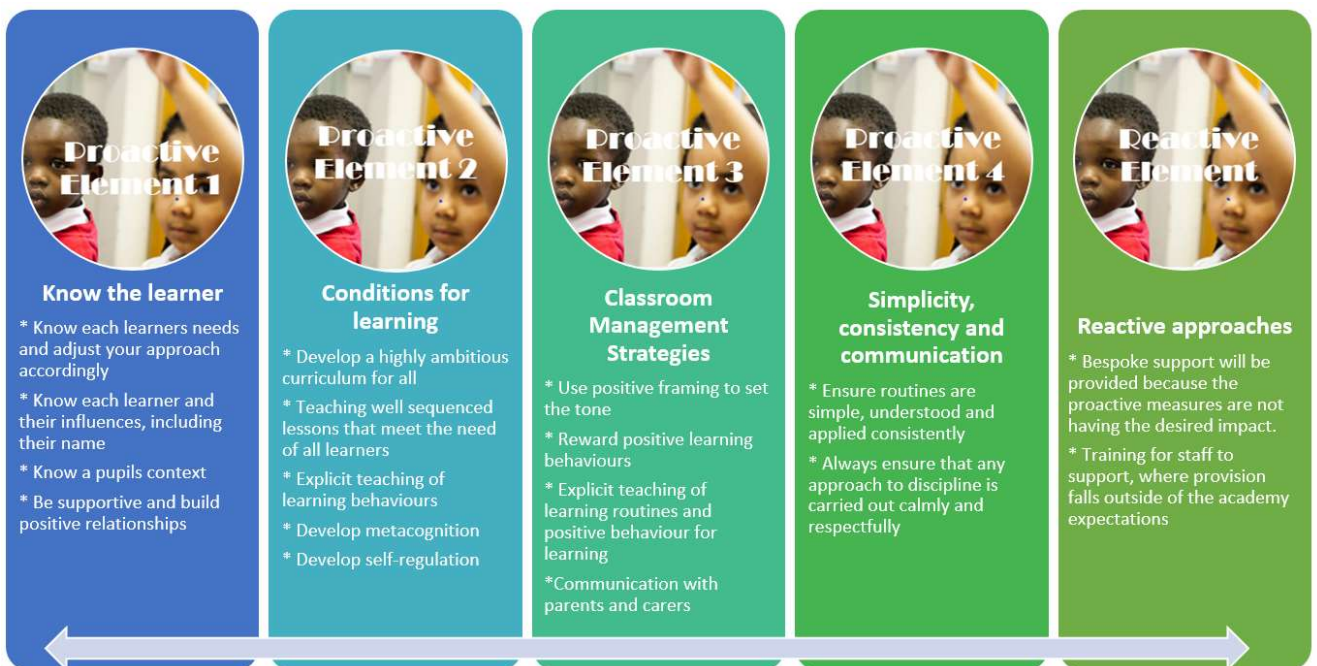 Proactive
Element 1
Know the learner
* Know each learners needs
and adjust your approach
accordingly
* Know each learner and
their influences, including
their name
* Know a pupils context
* Be supportive and build
positive relationships
Proactive
Element 2
Conditions for
learning
* Develop a highly ambitious
curriculum for all
* Teaching well sequenced
lessons that meet the need
of all learners
* Explicit teaching of
learning behaviours
* Develop metacognition
* Develop self-regulation
Proactive
Element 3
Classroom
Management
Strategies
* Use positive framing to set
the tone
* Reward positive learning
behaviours
* Explicit teaching of
learning routines and
positive behaviour for
learning
*Communication with
parents and carers
Proactive
Element 4
Simplicity,
consistency and
communication
* Ensure routines are
simple, understood and
applied consistently
* Always ensure that any
approach to discipline is
carried out calmly and
respectfully
Reactive
Element
Reactive approaches
* Bespoke support will be
provided because the
proactive measures are not
having the desired impact.
* Training for staff to
support, where provision
falls outside of the academy
expectations